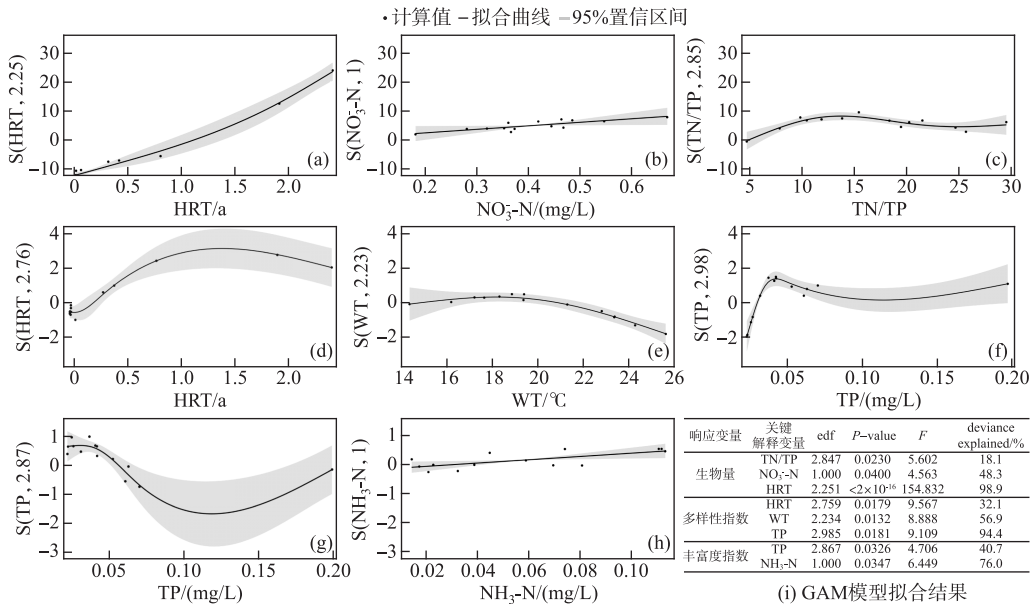 ·计算值 –拟合曲线 –95%置信区间
S(HRT, 2.25)
30
20
10
0
−10
(a)
0 0.5 1.0 1.5 2.0
HRT/a
S(NO₃⁻-N, 1)
30
20
10
0
−10
(b)
0.2 0.3 0.4 0.5 0.6
NO₃⁻-N/(mg/L)
S(TN/TP, 2.85)
30
20
10
0
−10
(c)
5 10 15 20 25 30
TN/TP
S(HRT, 2.76)
4
2
0
−2
(d)
0 0.5 1.0 1.5 2.0
HRT/a
S(WT, 2.23)
4
2
0
−2
(e)
14 16 18 20 22 24 26
WT/℃
S(TP, 2.98)
4
2
0
−2
(f)
0.05 0.10 0.15 0.20
TP/(mg/L)
S(TP, 2.87)
1
0
−1
−2
−3
(g)
0.05 0.10 0.15 0.20
TP/(mg/L)
S(NH₃-N, 1)
1
0
−1
−2
−3
(h)
0.02 0.04 0.06 0.08 0.10
NH₃-N/(mg/L)
响应变量 关键解释变量 edf P−value F deviance explained/%
生物量 TN/TP 2.847 0.0230 5.602 18.1
NO₃⁻-N 1.000 0.0400 4.563 48.3
HRT 2.251 <2×10⁻¹⁶ 154.832 98.9
多样性指数 HRT 2.759 0.0179 9.567 32.1
WT 2.234 0.0132 8.888 56.9
TP 2.985 0.0181 9.109 94.4
丰富度指数 TP 2.867 0.0326 4.706 40.7
NH₃-N 1.000 0.0347 6.449 76.0
(i) GAM模型拟合结果